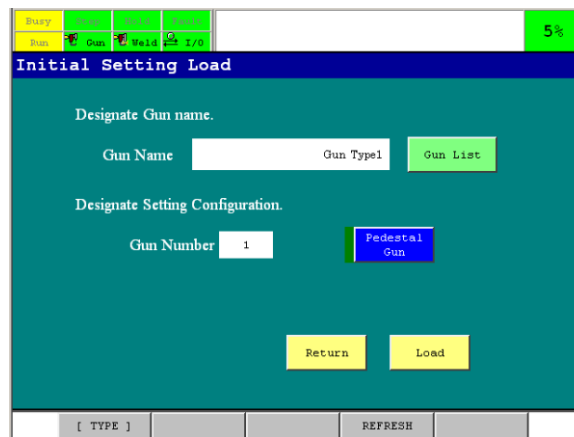 Busy Step Hold Fault
Run Gun Weld I/O
5%
Initial Setting Load
Designate Gun name.
Gun Name Gun Type1 Gun List
Designate Setting Configuration.
Gun Number 1 Pedestal
Gun
Return Load
[ TYPE ] REFRESH